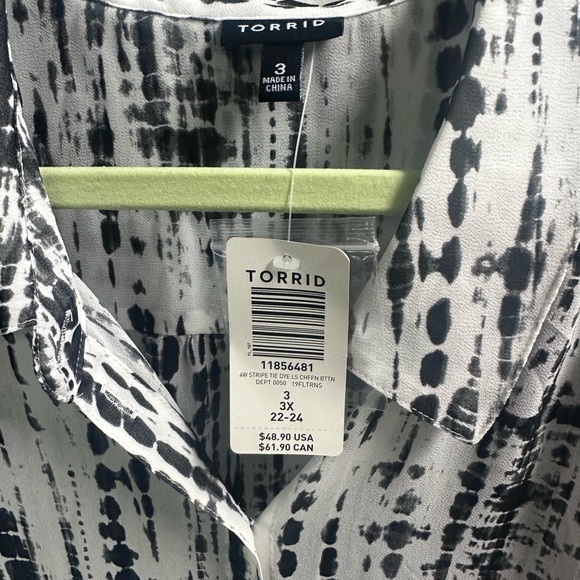 TORRID
3
MADE IN
CHINA
TORRID
11856481
4W STRIPE TIE DYE LS CHFFN BTTN
DEPT 0050 19FLTRNS
3
3X
22-24
$48.90 USA
$61.90 CAN